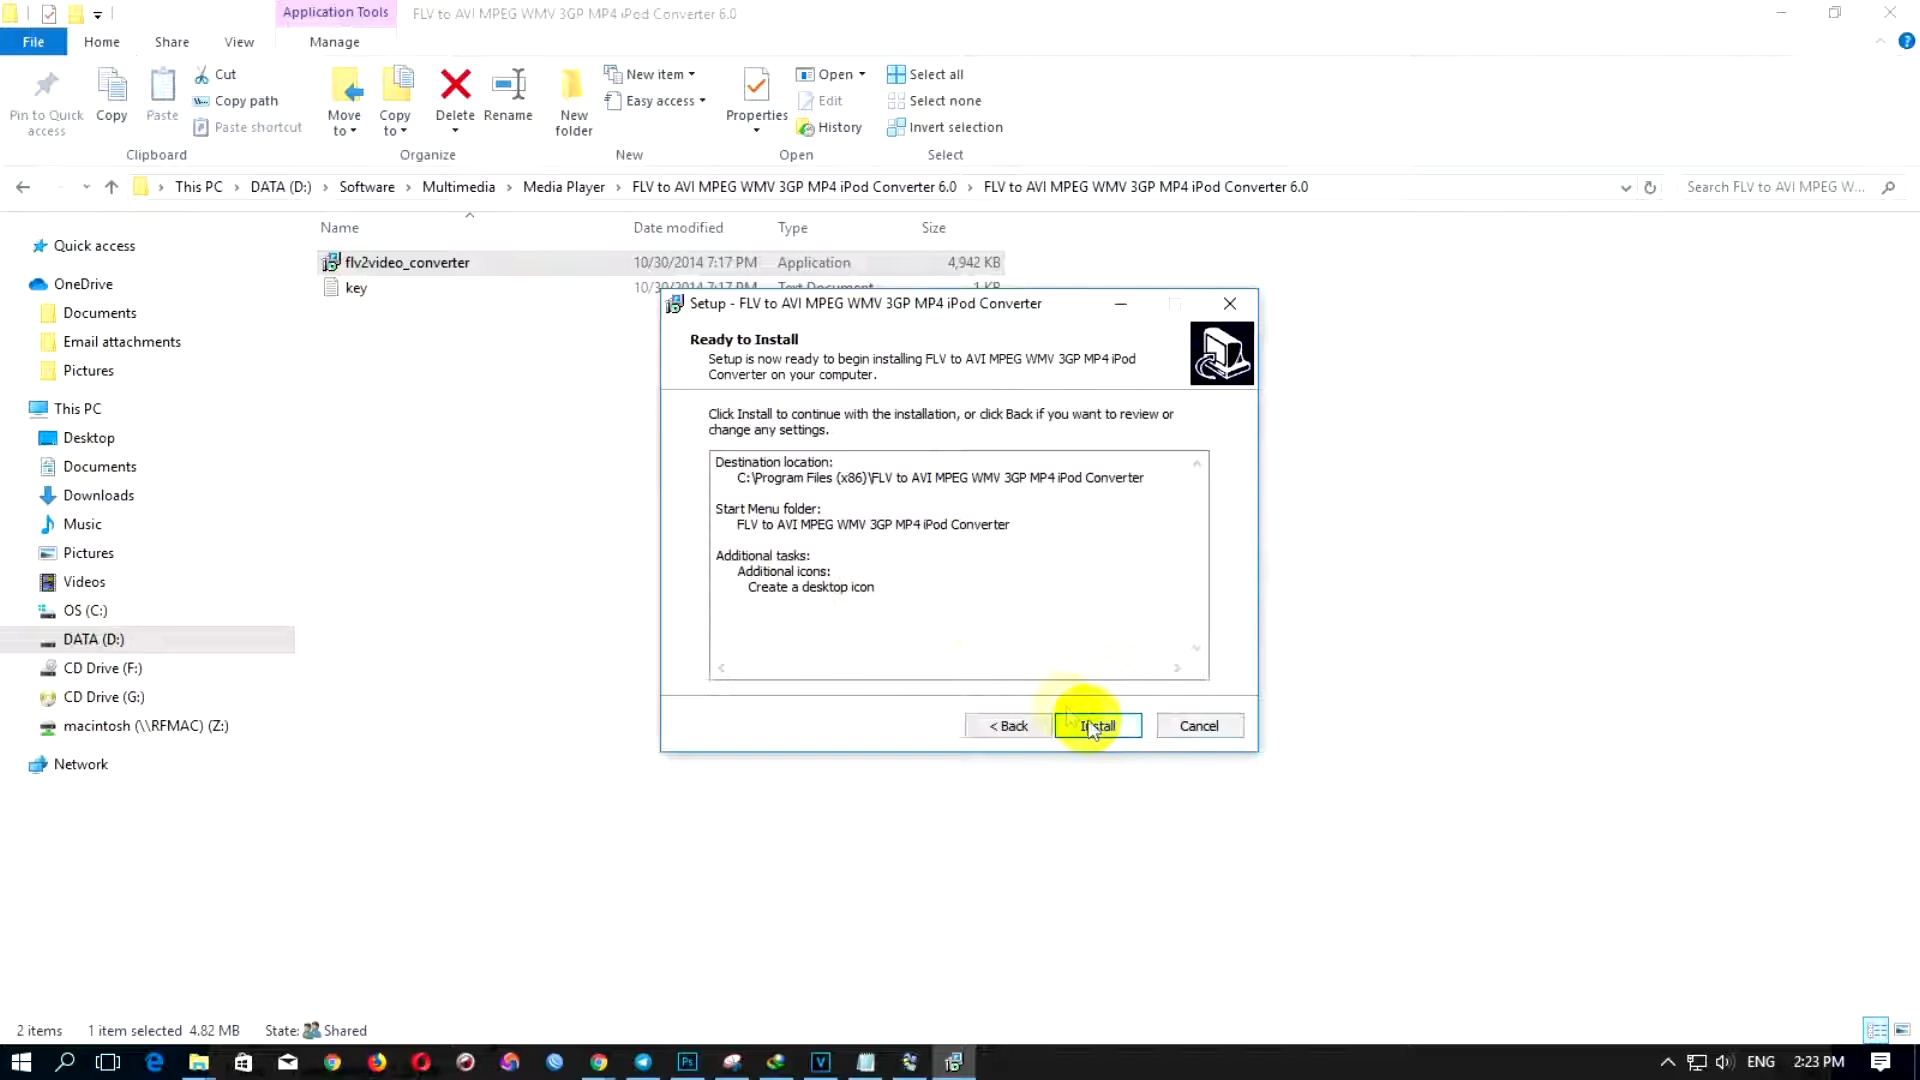 Application Tools
FLV to AVI MPEG WMV 3GP MP4 iPod Converter 6.0
File
Home
Share
View
Manage
Pin to Quick access
Copy
Paste
Cut
Copy path
Paste shortcut
Clipboard
Move to
Copy to
Delete
Rename
Organize
New folder
New item
Easy access
New
Properties
Open
Edit
History
Open
Select all
Select none
Invert selection
Select
This PC
DATA (D:)
Software
Multimedia
Media Player
FLV to AVI MPEG WMV 3GP MP4 iPod Converter 6.0
FLV to AVI MPEG WMV 3GP MP4 iPod Converter 6.0
Search FLV to AVI MPEG W...
Name
Date modified
Type
Size
flv2video_converter
10/30/2014 7:17 PM
Application
4,942 KB
key
10/30/2014 7:17 PM
Text Document
1 KB
Quick access
OneDrive
Documents
Email attachments
Pictures
This PC
Desktop
Documents
Downloads
Music
Pictures
Videos
OS (C:)
DATA (D:)
CD Drive (F:)
CD Drive (G:)
macintosh (\\RFMAC) (Z:)
Network
Setup - FLV to AVI MPEG WMV 3GP MP4 iPod Converter
Ready to Install
Setup is now ready to begin installing FLV to AVI MPEG WMV 3GP MP4 iPod
Converter on your computer.
Click Install to continue with the installation, or click Back if you want to review or
change any settings.
Destination location:
C:\Program Files (x86)\FLV to AVI MPEG WMV 3GP MP4 iPod Converter
Start Menu folder:
FLV to AVI MPEG WMV 3GP MP4 iPod Converter
Additional tasks:
Additional icons:
Create a desktop icon
< Back
Install
Cancel
2 items
1 item selected 4.82 MB
State: Shared
Ps
V
ENG
2:23 PM